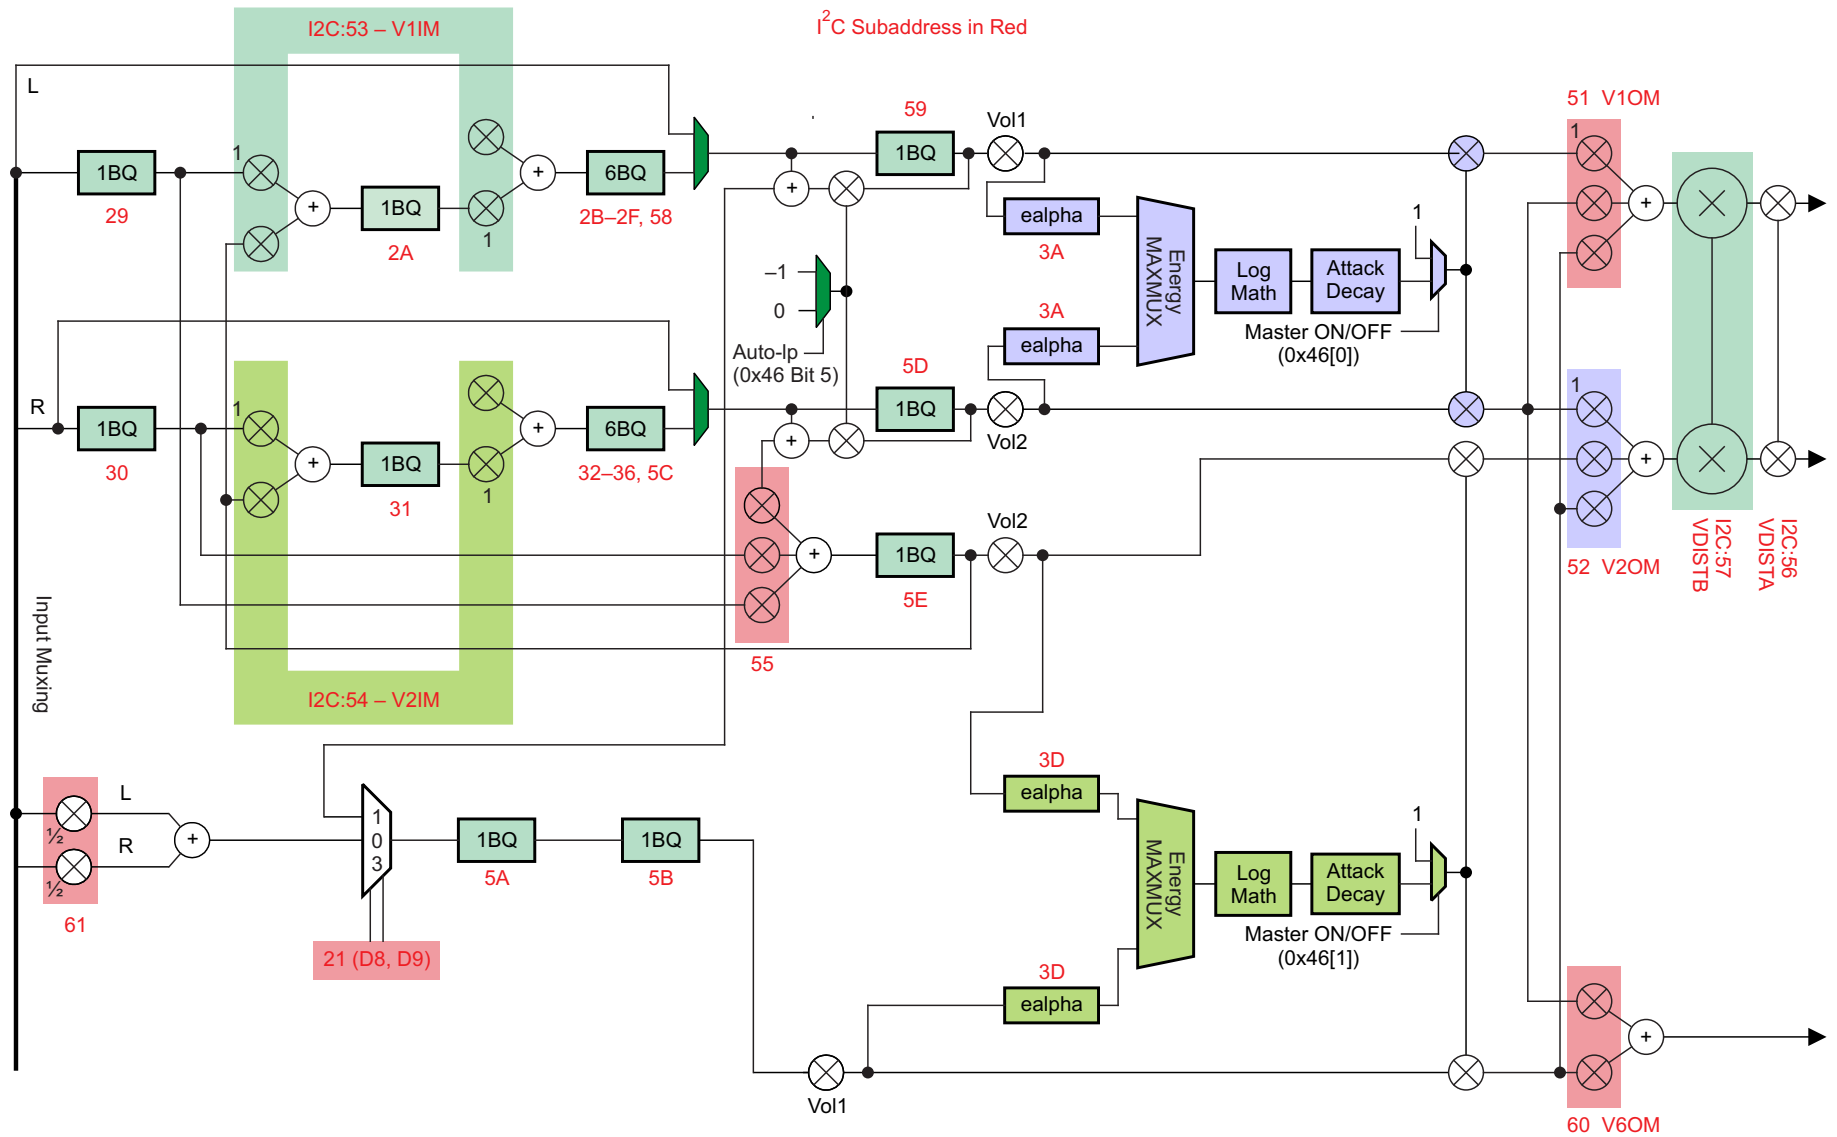 I2C:53 – V1IM
I²C Subaddress in Red
L
1BQ
29
1
+
1BQ
2A
1
+
6BQ
2B–2F, 58
59
1BQ
+
Vol1
ealpha
3A
–1
0
Auto-lp
(0x46 Bit 5)
3A
ealpha
Energy
MAXMUX
Log
Math
Attack
Decay
1
Master ON/OFF
(0x46[0])
51 V1OM
1
+
R
1BQ
30
1
+
1BQ
31
1
+
6BQ
32–36, 5C
5D
1BQ
+
Vol2
1
+
52 V2OM
I2C:57
VDISTB
I2C:56
VDISTA
+
1BQ
5E
Vol2
55
I2C:54 – V2IM
Input Muxing
L
R
½
½
+
61
1
0
3
21 (D8, D9)
1BQ
5A
1BQ
5B
3D
ealpha
3D
ealpha
Energy
MAXMUX
Log
Math
Attack
Decay
1
Master ON/OFF
(0x46[1])
Vol1
+
60 V6OM